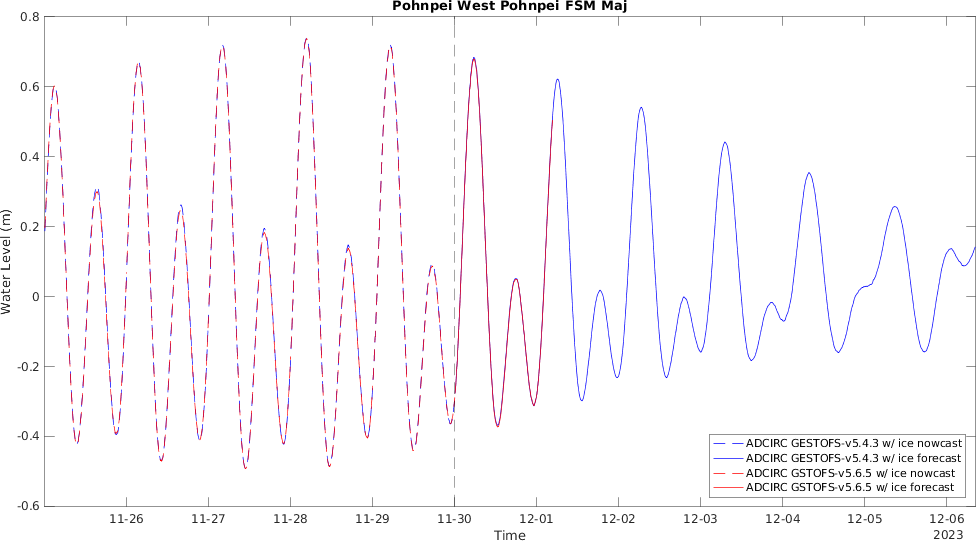 Pohnpei West Pohnpei FSM Maj
Water Level (m)
0.8
0.6
0.4
0.2
0
-0.2
-0.4
-0.6
11-26 11-27 11-28 11-29 11-30 12-01 12-02 12-03 12-04 12-05 12-06
2023
Time
ADCIRC GESTOFS-v5.4.3 w/ ice nowcast
ADCIRC GESTOFS-v5.4.3 w/ ice forecast
ADCIRC GSTOFS-v5.6.5 w/ ice nowcast
ADCIRC GSTOFS-v5.6.5 w/ ice forecast